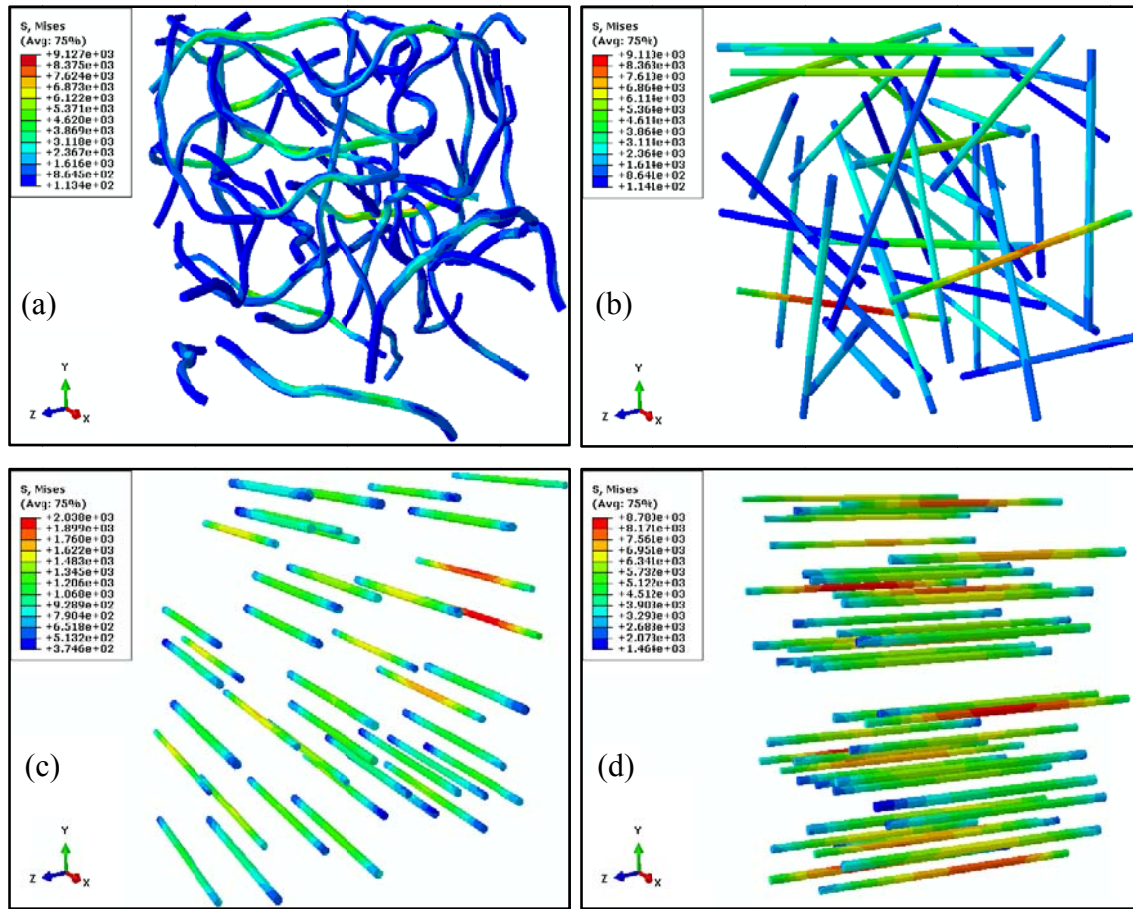 S, Mises
(Avg: 75%)
+9.127e+03
+8.375e+03
+7.624e+03
+6.873e+03
+6.122e+03
+5.371e+03
+4.620e+03
+3.869e+03
+3.118e+03
+2.367e+03
+1.616e+03
+8.645e+02
+1.134e+02
(a)
Y
Z
X
S, Mises
(Avg: 75%)
+9.113e+03
+8.363e+03
+7.613e+03
+6.864e+03
+6.114e+03
+5.364e+03
+4.614e+03
+3.864e+03
+3.114e+03
+2.364e+03
+1.614e+03
+8.641e+02
+1.141e+02
(b)
Y
Z
X
S, Mises
(Avg: 75%)
+2.038e+03
+1.899e+03
+1.760e+03
+1.622e+03
+1.483e+03
+1.345e+03
+1.206e+03
+1.068e+03
+9.289e+02
+7.904e+02
+6.518e+02
+5.132e+02
+3.746e+02
(c)
Y
Z
X
S, Mises
(Avg: 75%)
+8.780e+03
+8.171e+03
+7.561e+03
+6.951e+03
+6.341e+03
+5.732e+03
+5.122e+03
+4.512e+03
+3.903e+03
+3.293e+03
+2.683e+03
+2.073e+03
+1.464e+03
(d)
Y
Z
X